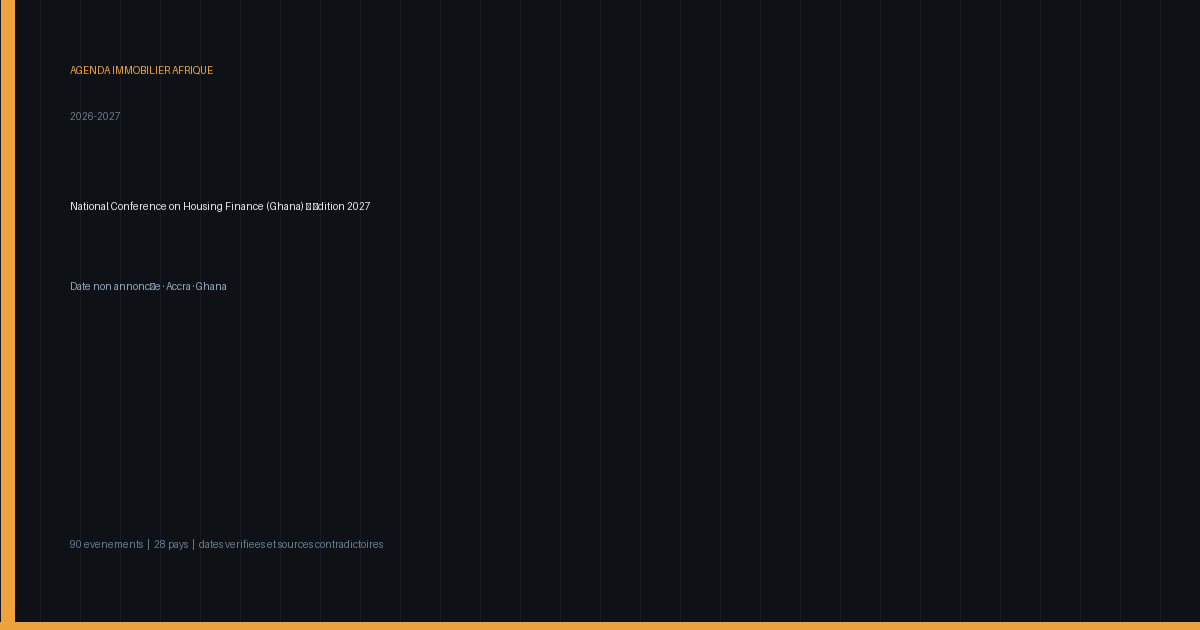 AGENDA IMMOBILIER AFRIQUE
2026-2027
National Conference on Housing Finance (Ghana) ▯ ▯dition 2027
Date non annonc▯e · Accra · Ghana
90 evenements | 28 pays | dates verifiees et sources contradictoires